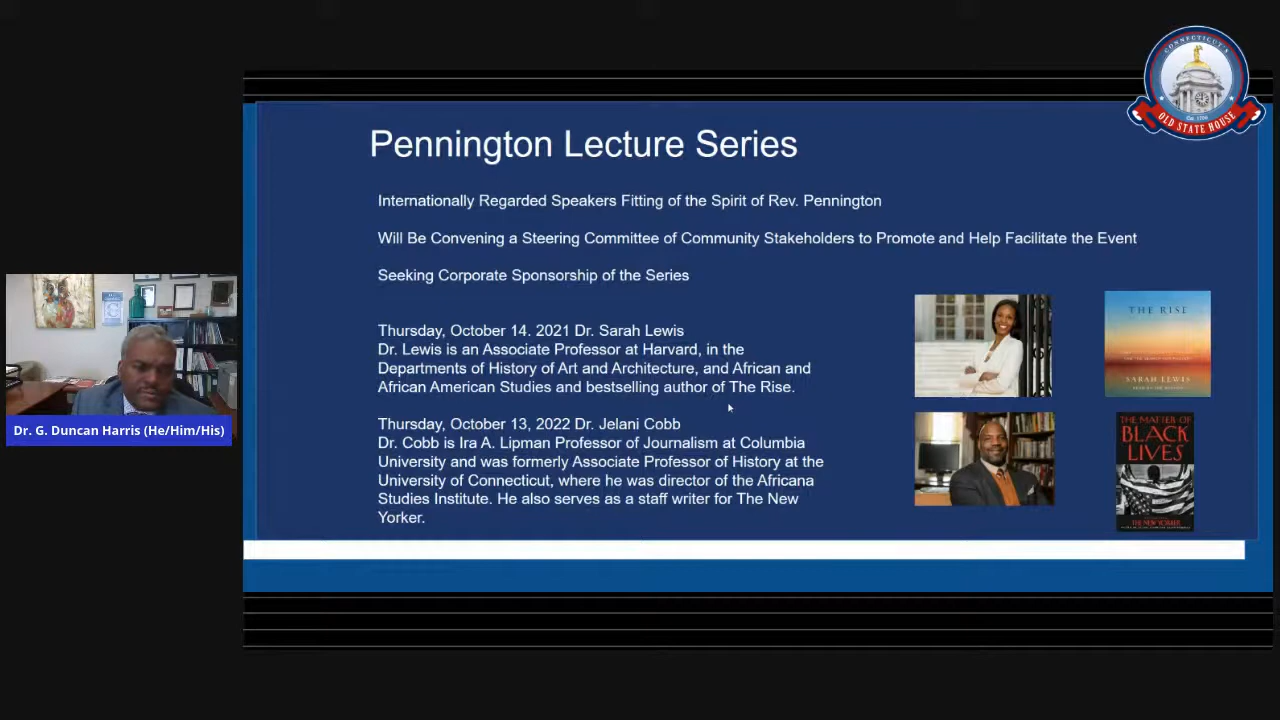 CONNECTICUT'S
OLD STATE HOUSE
Pennington Lecture Series
Internationally Regarded Speakers Fitting of the Spirit of Rev. Pennington
Will Be Convening a Steering Committee of Community Stakeholders to Promote and Help Facilitate the Event
Seeking Corporate Sponsorship of the Series
Thursday, October 14. 2021 Dr. Sarah Lewis
Dr. Lewis is an Associate Professor at Harvard, in the
Departments of History of Art and Architecture, and African and
African American Studies and bestselling author of The Rise.
Thursday, October 13, 2022 Dr. Jelani Cobb
Dr. Cobb is Ira A. Lipman Professor of Journalism at Columbia
University and was formerly Associate Professor of History at the
University of Connecticut, where he was director of the Africana
Studies Institute. He also serves as a staff writer for The New
Yorker.
THE RISE
SARAH LEWIS
THE MATTER OF
BLACK
LIVES
THE NEW YORKER
Dr. G. Duncan Harris (He/Him/His)